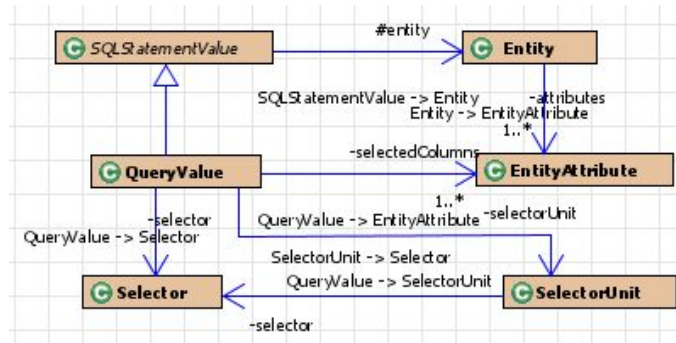 #entity
C SQLStatementValue
C Entity
SQLStatementValue -> Entity
-attributes
Entity -> EntityAttribute
1..*
-selectedColumns
C QueryValue
C EntityAttribute
1..*
-selector
QueryValue -> EntityAttribute
-selectorUnit
QueryValue -> Selector
SelectorUnit -> Selector
QueryValue -> SelectorUnit
C Selector
C SelectorUnit
-selector